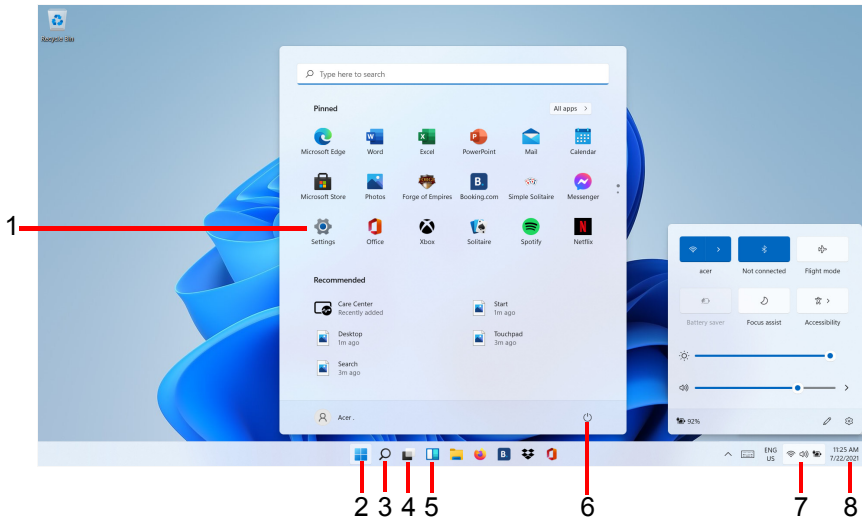 Recycle Bin
Type here to search
Pinned
All apps >
Microsoft Edge
Word
Excel
PowerPoint
Mail
Calendar
Microsoft Store
Photos
Forge of Empires
Booking.com
Simple Solitaire
Messenger
1
Settings
Office
Xbox
Solitaire
Spotify
Netflix
Recommended
Care Center
Recently added
Start
1m ago
Desktop
1m ago
Touchpad
3m ago
Search
3m ago
Acer .
acer
Not connected
Flight mode
Battery saver
Focus assist
Accessibility
92%
ENG
US
11:25 AM
7/22/2021
2
3
4
5
6
7
8